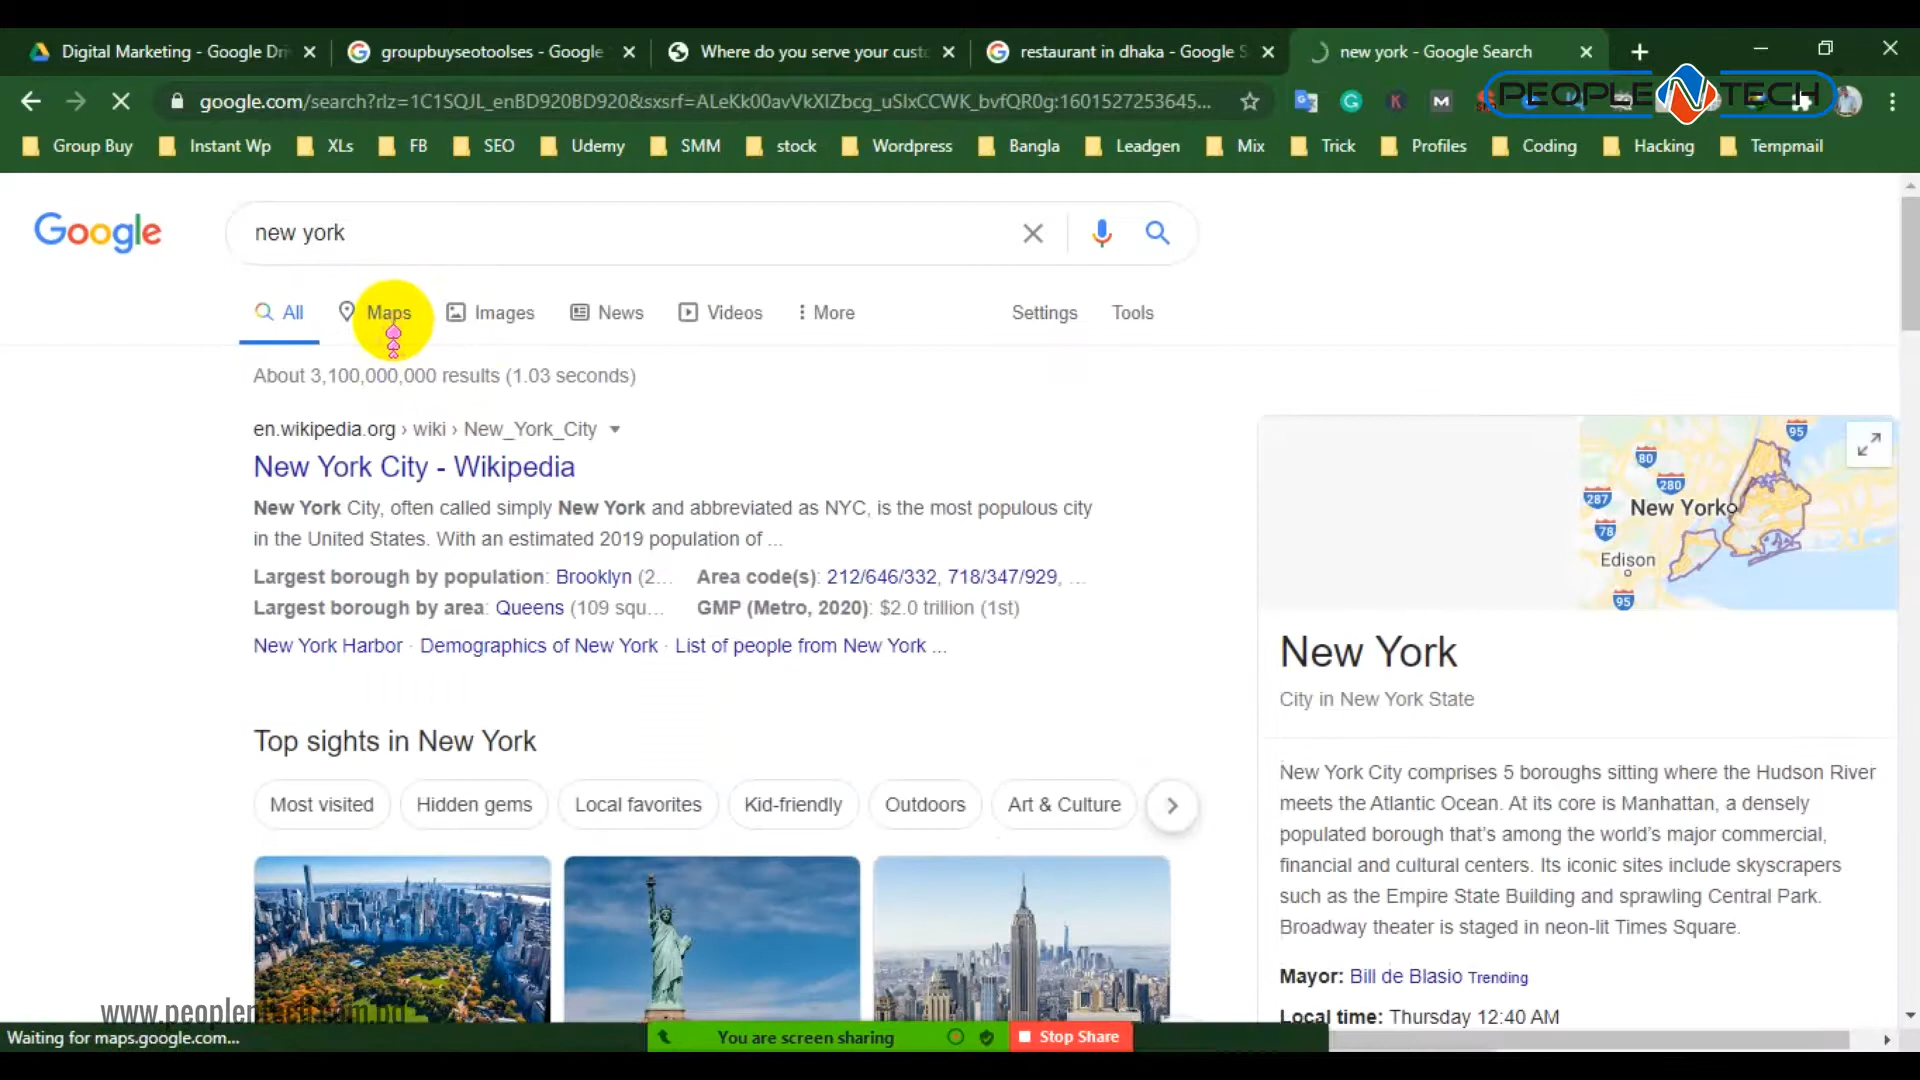 Digital Marketing - Google Dri
groupbuyseotoolses - Google
Where do you serve your custo
restaurant in dhaka - Google S
new york - Google Search
google.com/search?rlz=1C1SQJL_enBD920BD920&sxsrf=ALeKk00avVkXIZbcg_uSlxCCWK_bvfQR0g:1601527253645...
PEOPLE N TECH
Group Buy
Instant Wp
XLs
FB
SEO
Udemy
SMM
stock
Wordpress
Bangla
Leadgen
Mix
Trick
Profiles
Coding
Hacking
Tempmail
Google
new york
All
Maps
Images
News
Videos
More
Settings
Tools
About 3,100,000,000 results (1.03 seconds)
en.wikipedia.org › wiki › New_York_City
New York City - Wikipedia
New York City, often called simply New York and abbreviated as NYC, is the most populous city
in the United States. With an estimated 2019 population of ...
Largest borough by population: Brooklyn (2... Area code(s): 212/646/332, 718/347/929, ...
Largest borough by area: Queens (109 squ... GMP (Metro, 2020): $2.0 trillion (1st)
New York Harbor · Demographics of New York · List of people from New York ...
Top sights in New York
Most visited
Hidden gems
Local favorites
Kid-friendly
Outdoors
Art & Culture
95
80
280
287
New York
78
Edison
95
New York
City in New York State
New York City comprises 5 boroughs sitting where the Hudson River
meets the Atlantic Ocean. At its core is Manhattan, a densely
populated borough that's among the world's major commercial,
financial and cultural centers. Its iconic sites include skyscrapers
such as the Empire State Building and sprawling Central Park.
Broadway theater is staged in neon-lit Times Square.
Mayor: Bill de Blasio Trending
Local time: Thursday 12:40 AM
www.peoplentech.com.bd
Waiting for maps.google.com...
You are screen sharing
Stop Share